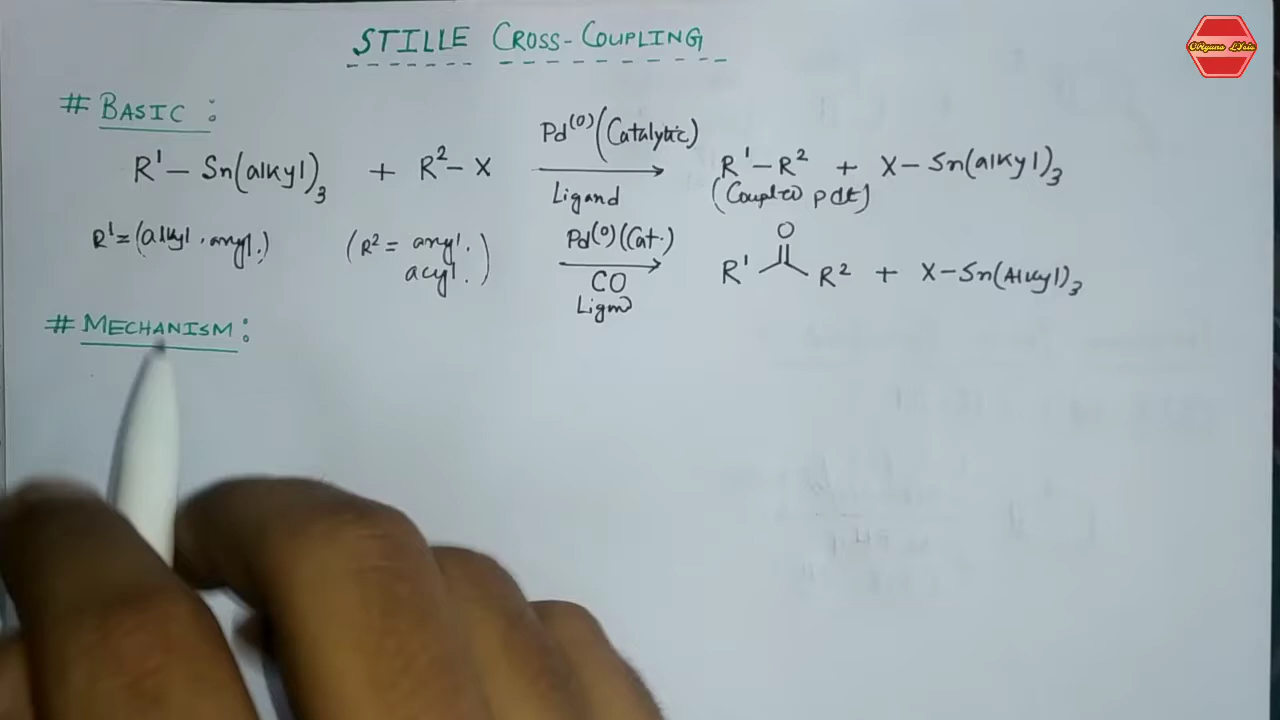 STILLE CROSS-COUPLING
# BASIC :
R¹ – Sn(alkyl)₃ + R² – X Pd⁽⁰⁾(Catalytic) Ligand R¹–R² + X – Sn(alkyl)₃
(Coupled pdt)
R¹ = (alkyl, aryl.) (R² = aryl. acyl.) Pd⁽⁰⁾(Cat.) CO R¹ O R² + X–Sn(Alkyl)₃
# MECHANISM :